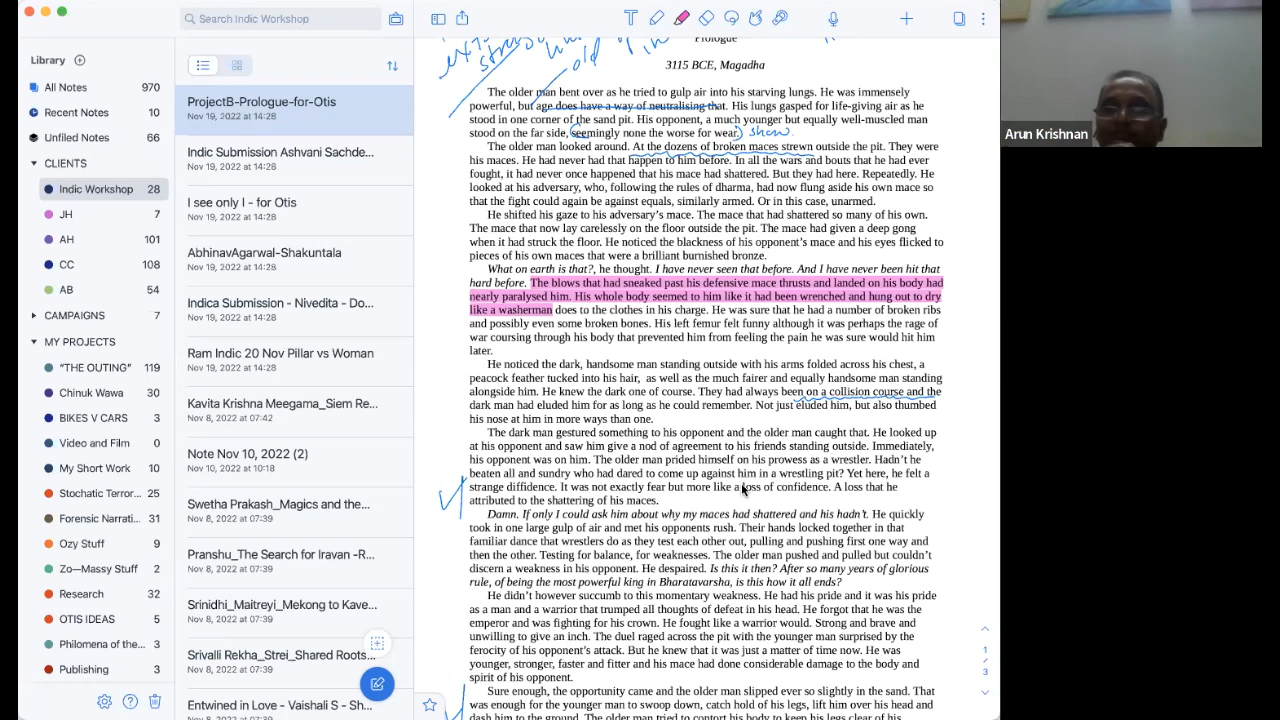 Search Indic Workshop
Library
All Notes 970
Recent Notes 10
Unfiled Notes 66
CLIENTS
Indic Workshop 28
JH 7
AH 101
CC 108
AB 54
CAMPAIGNS 7
MY PROJECTS
"THE OUTING" 119
Chinuk Wawa 30
BIKES V CARS 3
Video and Film 0
My Short Work 10
Stochatic Terror... 25
Forensic Narrati... 31
Ozy Stuff 9
Zo—Massy Stuff 2
Research 32
OTIS IDEAS 5
Philomena of the... 3
Publishing 3
ProjectB-Prologue-for-Otis
Nov 19, 2022 at 14:28
Indic Submission Ashvani Sachde...
Nov 19, 2022 at 14:28
I see only I - for Otis
Nov 19, 2022 at 14:28
AbhinavAgarwal-Shakuntala
Nov 19, 2022 at 14:28
Indica Submission - Nivedita - Do...
Nov 19, 2022 at 14:28
Ram Indic 20 Nov Pillar vs Woman
Nov 19, 2022 at 14:28
Kavita Krishna Meegama_Siem Re...
Nov 19, 2022 at 07:42
Note Nov 10, 2022 (2)
Nov 10, 2022 at 10:18
Swetha Prakash_Magics and the...
Nov 8, 2022 at 07:39
Pranshu_The Search for Iravan -R...
Nov 8, 2022 at 07:39
Srinidhi_Maitreyi_Mekong to Kave...
Nov 8, 2022 at 07:39
Srivalli Rekha_Strei_Shared Roots...
Nov 8, 2022 at 07:39
Entwined in Love - Vaishali S - Sh...
Nov 8, 2022 at 07:39
Prologue
old
3115 BCE, Magadha
The older man bent over as he tried to gulp air into his starving lungs. He was immensely
powerful, but age does have a way of neutralising that. His lungs gasped for life-giving air as he
stood in one corner of the sand pit. His opponent, a much younger but equally well-muscled man
stood on the far side, seemingly none the worse for wear. show.
The older man looked around. At the dozens of broken maces strewn outside the pit. They were
his maces. He had never had that happen to him before. In all the wars and bouts that he had ever
fought, it had never once happened that his mace had shattered. But they had here. Repeatedly. He
looked at his adversary, who, following the rules of dharma, had now flung aside his own mace so
that the fight could again be against equals, similarly armed. Or in this case, unarmed.
He shifted his gaze to his adversary's mace. The mace that had shattered so many of his own.
The mace that now lay carelessly on the floor outside the pit. The mace had given a deep gong
when it had struck the floor. He noticed the blackness of his opponent's mace and his eyes flicked to
pieces of his own maces that were a brilliant burnished bronze.
What on earth is that?, he thought. I have never seen that before. And I have never been hit that
hard before. The blows that had sneaked past his defensive mace thrusts and landed on his body had
nearly paralysed him. His whole body seemed to him like it had been wrenched and hung out to dry
like a washerman does to the clothes in his charge. He was sure that he had a number of broken ribs
and possibly even some broken bones. His left femur felt funny although it was perhaps the rage of
war coursing through his body that prevented him from feeling the pain he was sure would hit him
later.
He noticed the dark, handsome man standing outside with his arms folded across his chest, a
peacock feather tucked into his hair, as well as the much fairer and equally handsome man standing
alongside him. He knew the dark one of course. They had always been on a collision course and the
dark man had eluded him for as long as he could remember. Not just eluded him, but also thumbed
his nose at him in more ways than one.
The dark man gestured something to his opponent and the older man caught that. He looked up
at his opponent and saw him give a nod of agreement to his friends standing outside. Immediately,
his opponent was on him. The older man prided himself on his prowess as a wrestler. Hadn't he
beaten all and sundry who had dared to come up against him in a wrestling pit? Yet here, he felt a
strange diffidence. It was not exactly fear but more like a loss of confidence. A loss that he
attributed to the shattering of his maces.
Damn. If only I could ask him about why my maces had shattered and his hadn't. He quickly
took in one large gulp of air and met his opponents rush. Their hands locked together in that
familiar dance that wrestlers do as they test each other out, pulling and pushing first one way and
then the other. Testing for balance, for weaknesses. The older man pushed and pulled but couldn't
discern a weakness in his opponent. He despaired. Is this it then? After so many years of glorious
rule, of being the most powerful king in Bharatavarsha, is this how it all ends?
He didn't however succumb to this momentary weakness. He had his pride and it was his pride
as a man and a warrior that trumped all thoughts of defeat in his head. He forgot that he was the
emperor and was fighting for his crown. He fought like a warrior would. Strong and brave and
unwilling to give an inch. The duel raged across the pit with the younger man surprised by the
ferocity of his opponent's attack. But he knew that it was just a matter of time now. He was
younger, stronger, faster and fitter and his mace had done considerable damage to the body and
spirit of his opponent.
Sure enough, the opportunity came and the older man slipped ever so slightly in the sand. That
was enough for the younger man to swoop down, catch hold of his legs, lift him over his head and
dash him to the ground. The older man tried to contort his body to keep his legs clear of his
1
/
3
Arun Krishnan